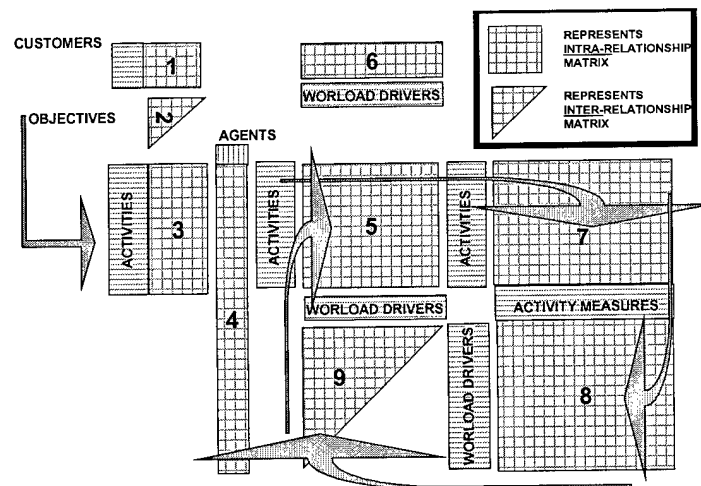 CUSTOMERS
1
6
WORLOAD DRIVERS
REPRESENTS
INTRA-RELATIONSHIP
MATRIX
REPRESENTS
INTER-RELATIONSHIP
MATRIX
OBJECTIVES
2
AGENTS
ACTIVITIES
3
4
ACTIVITIES
5
ACTIVITIES
7
WORLOAD DRIVERS
ACTIVITY MEASURES
9
WORLOAD DRIVERS
8